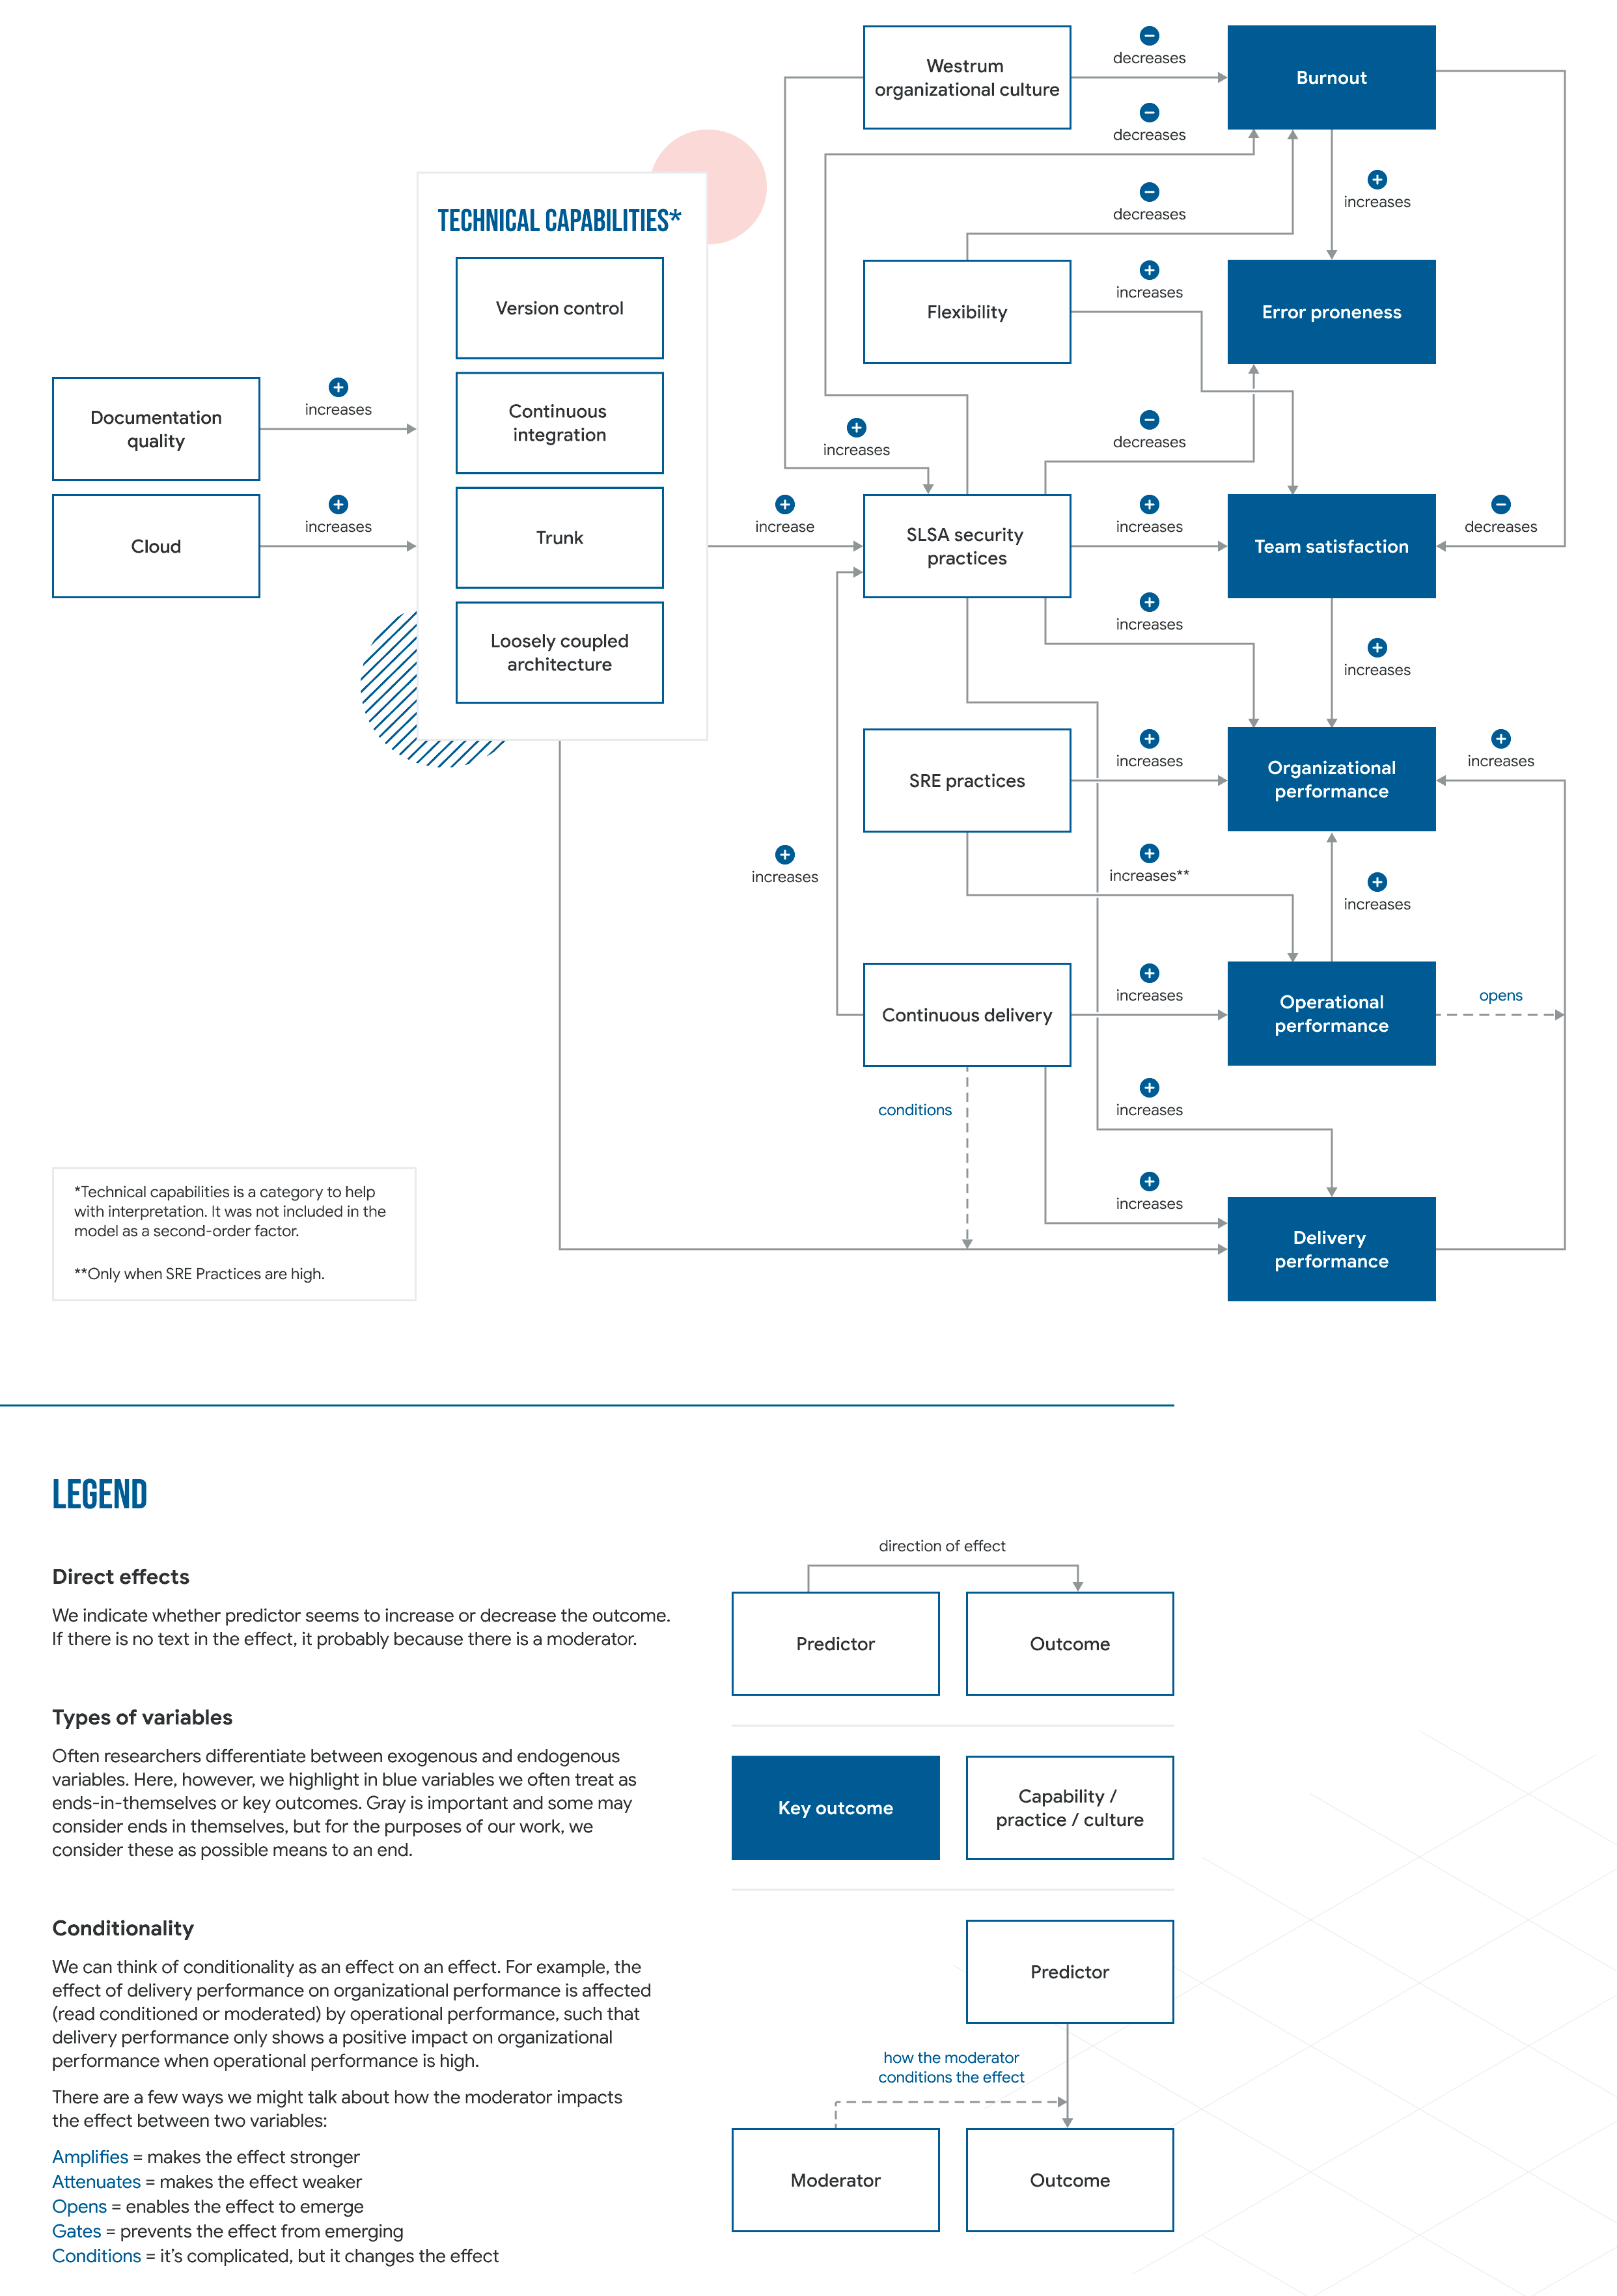 Westrum
organizational culture
decreases
Burnout
decreases
decreases
increases
TECHNICAL CAPABILITIES*
Version control
Continuous
integration
Trunk
Loosely coupled
architecture
Flexibility
increases
Error proneness
Documentation
quality
increases
Cloud
increases
increases
decreases
increase
SLSA security
practices
increases
Team satisfaction
decreases
increases
increases
SRE practices
increases
Organizational
performance
increases
increases
increases**
increases
Continuous delivery
increases
Operational
performance
opens
conditions
increases
increases
Delivery
performance
*Technical capabilities is a category to help
with interpretation. It was not included in the
model as a second-order factor.
**Only when SRE Practices are high.
LEGEND
Direct effects
We indicate whether predictor seems to increase or decrease the outcome.
If there is no text in the effect, it probably because there is a moderator.
direction of effect
Predictor
Outcome
Types of variables
Often researchers differentiate between exogenous and endogenous
variables. Here, however, we highlight in blue variables we often treat as
ends-in-themselves or key outcomes. Gray is important and some may
consider ends in themselves, but for the purposes of our work, we
consider these as possible means to an end.
Key outcome
Capability /
practice / culture
Conditionality
We can think of conditionality as an effect on an effect. For example, the
effect of delivery performance on organizational performance is affected
(read conditioned or moderated) by operational performance, such that
delivery performance only shows a positive impact on organizational
performance when operational performance is high.
There are a few ways we might talk about how the moderator impacts
the effect between two variables:
Amplifies = makes the effect stronger
Attenuates = makes the effect weaker
Opens = enables the effect to emerge
Gates = prevents the effect from emerging
Conditions = it's complicated, but it changes the effect
Predictor
how the moderator
conditions the effect
Moderator
Outcome